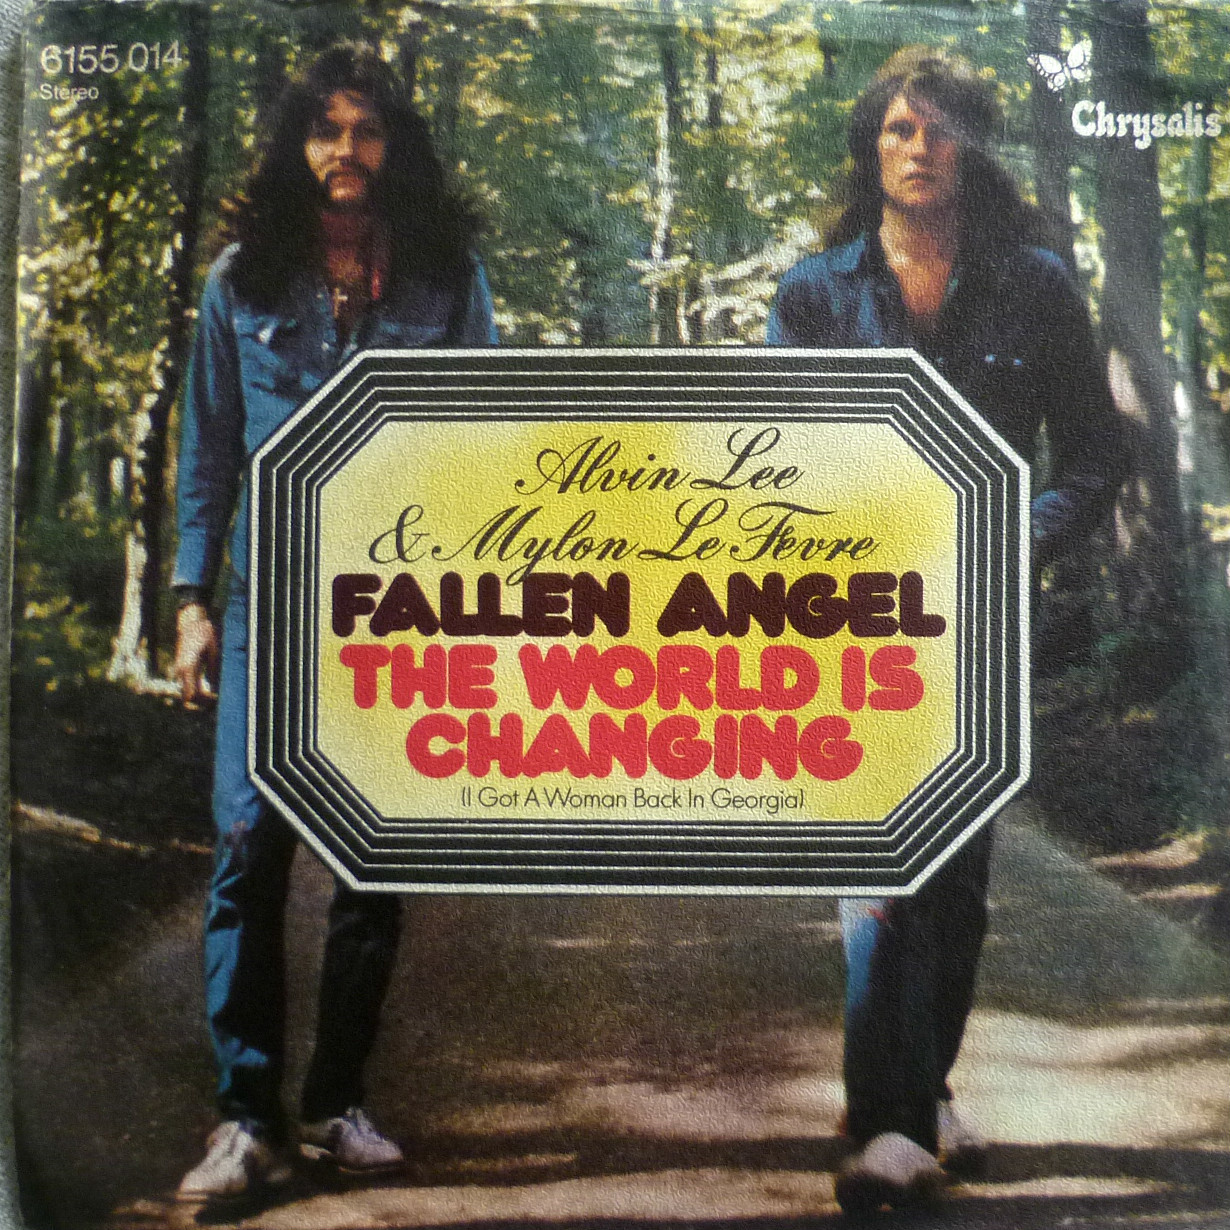 6155 014
Stereo
Chrysalis
Alvin Lee
& Mylon Le Fevre
FALLEN ANGEL
THE WORLD IS
CHANGING
(I Got A Woman Back In Georgia)